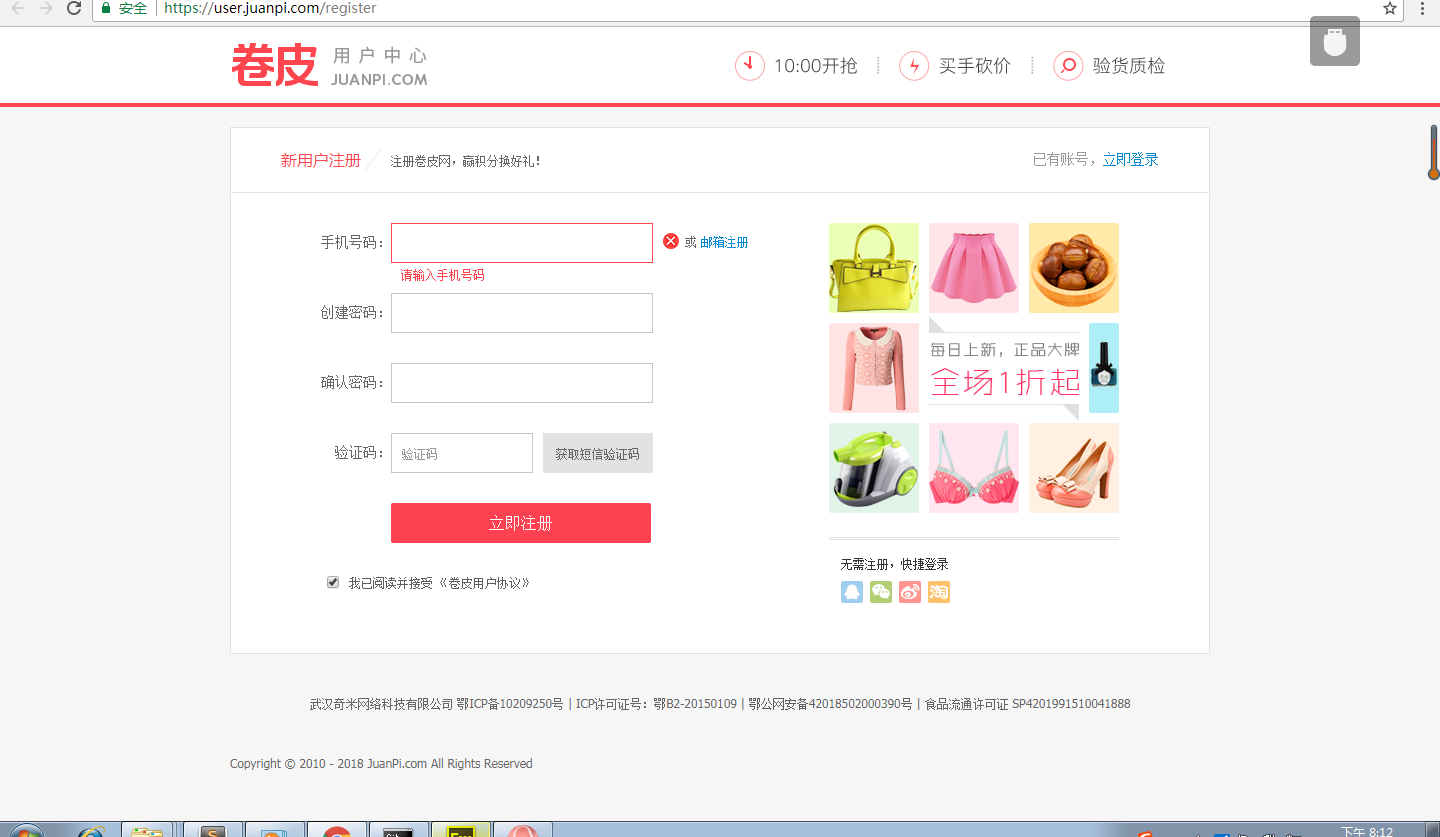 安全 https://user.juanpi.com/register
卷皮 用户中心
JUANPI.COM
10:00开抢 买手砍价 验货质检
新用户注册 注册卷皮网，赢积分换好礼！ 已有账号，立即登录
手机号码： 或 邮箱注册
请输入手机号码
创建密码：
确认密码：
验证码： 验证码 获取短信验证码
立即注册
我已阅读并接受《卷皮用户协议》
每日上新，正品大牌
全场1折起
无需注册，快捷登录
淘
武汉奇米网络科技有限公司 鄂ICP备10209250号 | ICP许可证号：鄂B2-20150109 | 鄂公网安备42018502000390号 | 食品流通许可证 SP4201991510041888
Copyright © 2010 - 2018 JuanPi.com All Rights Reserved
下午 8:12